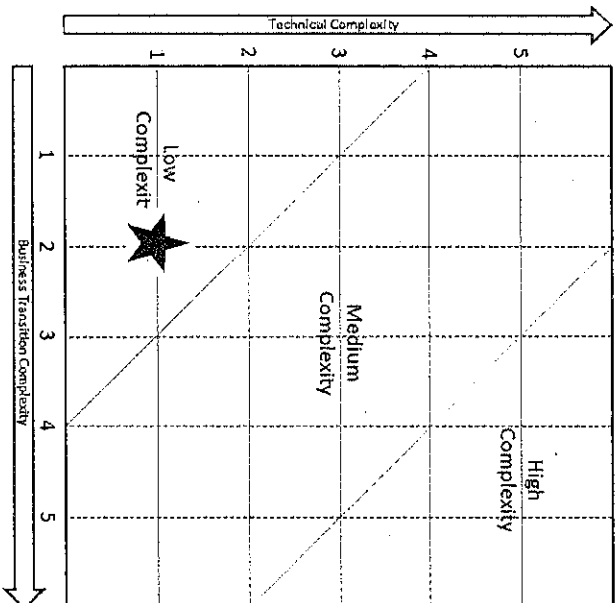 Technical Complexity
5
High
Complexity
4
3
Medium
Complexity
2
1
Low
Complexit
1 2 3 4 5
Business Transition Complexity